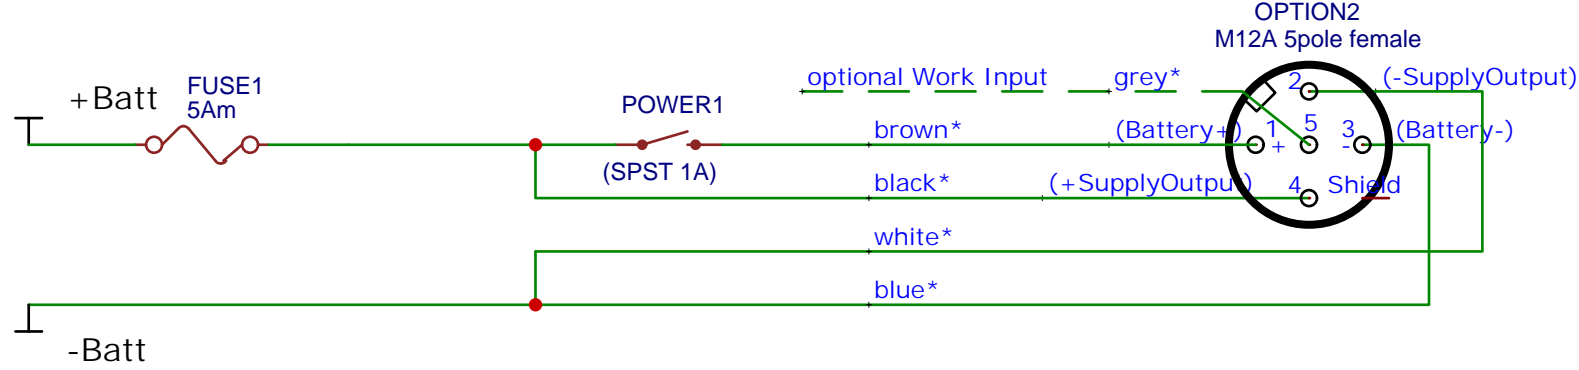 OPTION2
M12A 5pole female
optional Work Input grey* 2 (-SupplyOutput)
+Batt FUSE1
5Am
POWER1
brown* (Battery+) 1 5 3 (Battery-)
+ -
(SPST 1A)
black* (+SupplyOutput) 4 Shield
white*
blue*
-Batt